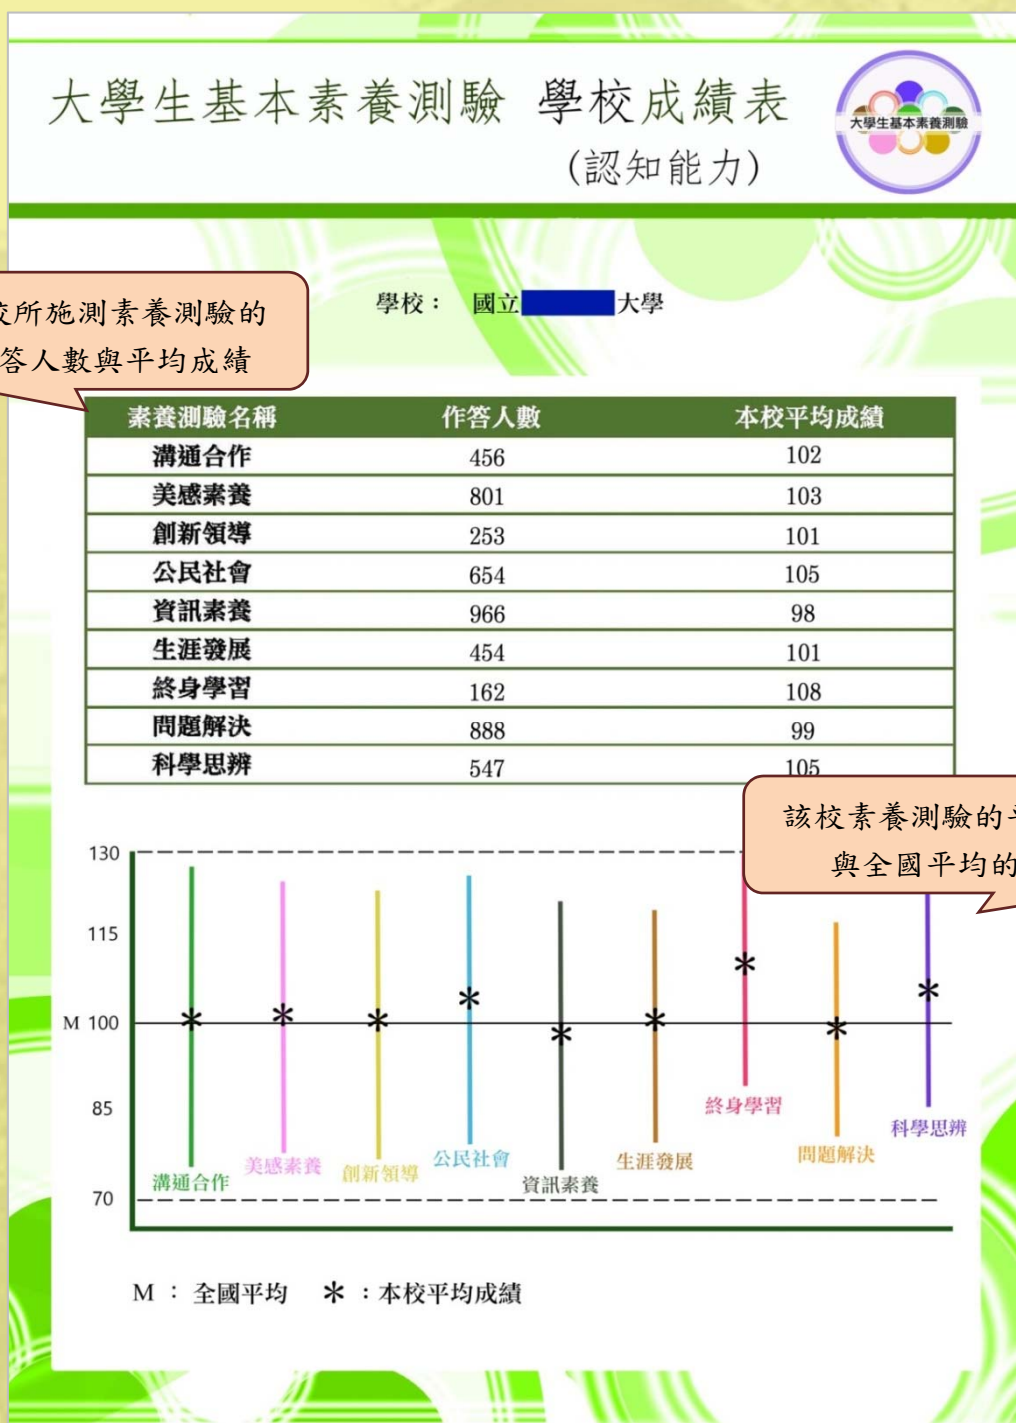 大學生基本素養測驗 學校成績表
(認知能力)
大學生基本素養測驗
學校： 國立 大學
校所施測素養測驗的
答人數與平均成績
素養測驗名稱 作答人數 本校平均成績
溝通合作 456 102
美感素養 801 103
創新領導 253 101
公民社會 654 105
資訊素養 966 98
生涯發展 454 101
終身學習 162 108
問題解決 888 99
科學思辨 547 105
該校素養測驗的
與全國平均的
130
115
M 100
85
70
溝通合作
美感素養
創新領導
公民社會
資訊素養
生涯發展
終身學習
問題解決
科學思辨
M ： 全國平均 ＊ ：本校平均成績